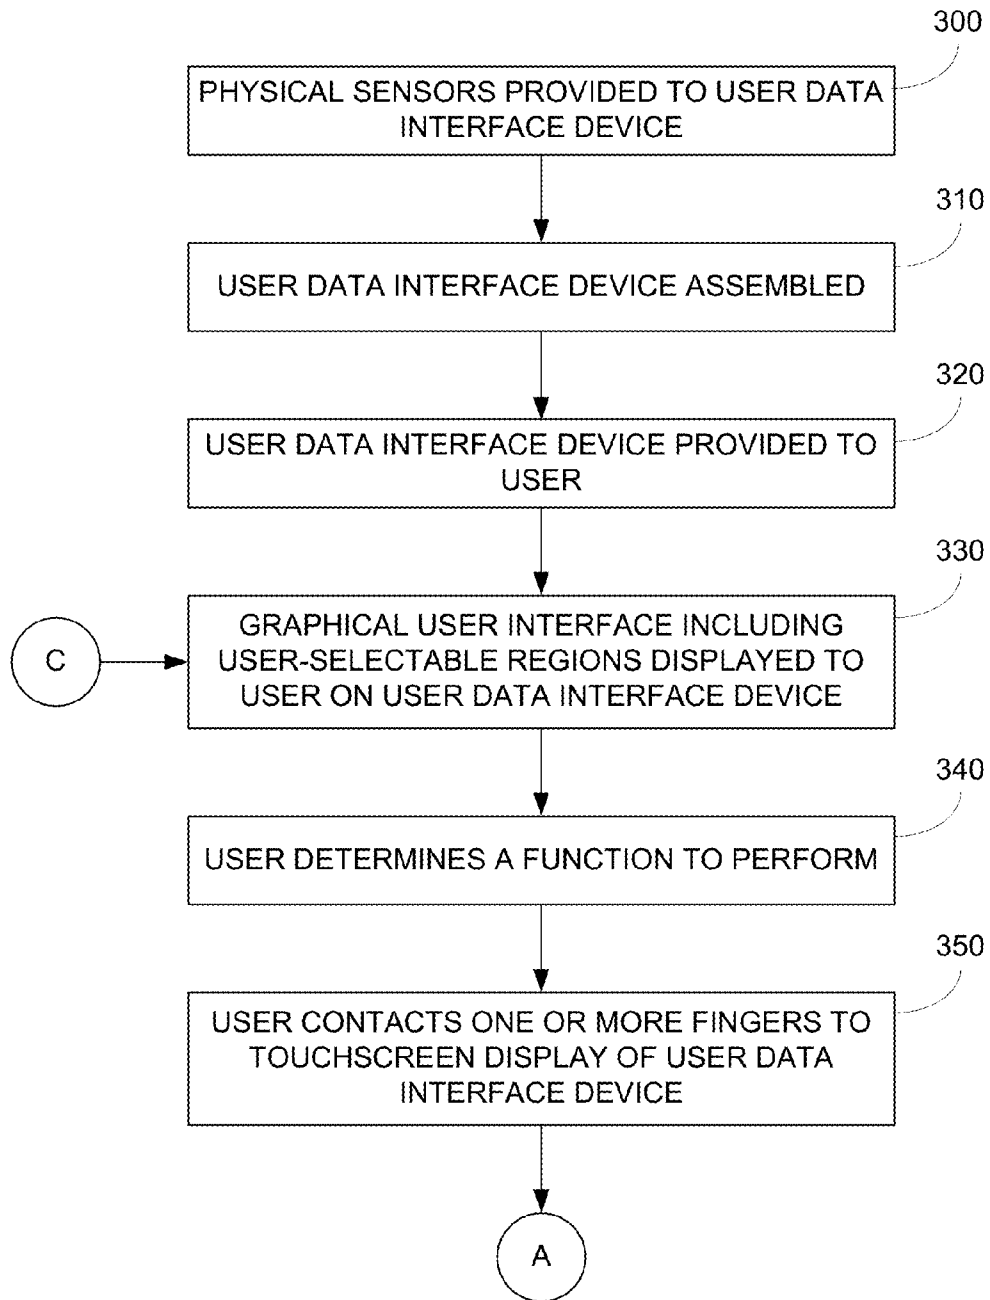 300
PHYSICAL SENSORS PROVIDED TO USER DATA
INTERFACE DEVICE
310
USER DATA INTERFACE DEVICE ASSEMBLED
320
USER DATA INTERFACE DEVICE PROVIDED TO
USER
330
GRAPHICAL USER INTERFACE INCLUDING
USER-SELECTABLE REGIONS DISPLAYED TO
USER ON USER DATA INTERFACE DEVICE
C
340
USER DETERMINES A FUNCTION TO PERFORM
350
USER CONTACTS ONE OR MORE FINGERS TO
TOUCHSCREEN DISPLAY OF USER DATA
INTERFACE DEVICE
A